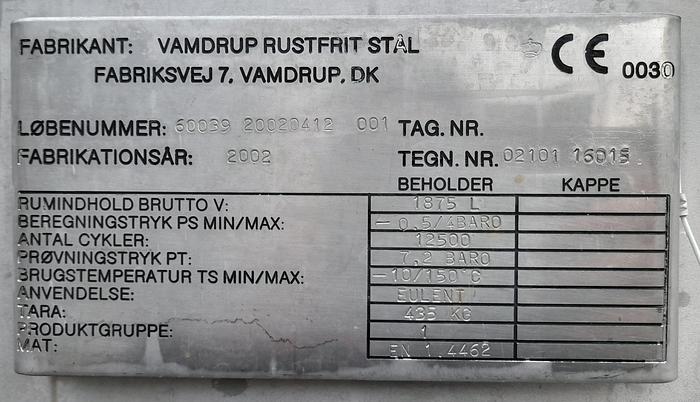 FABRIKANT: VAMDRUP RUSTFRIT STÅL CE 0030
FABRIKSVEJ 7, VAMDRUP, DK
LØBENUMMER: 60039 20020412 001 TAG. NR.
FABRIKATIONSÅR: 2002 TEGN. NR. 02101 16015
BEHOLDER KAPPE
RUMINDHOLD BRUTTO V: 1875 L
BEREGNINGSTRYK PS MIN/MAX: -0,5/4BARO
ANTAL CYKLER: 12500
PRØVNINGSTRYK PT: 7,2 BARO
BRUGSTEMPERATUR TS MIN/MAX: -10/150°C
ANVENDELSE: EULENT
TARA: 435 KG
PRODUKTGRUPPE: 1
MAT: EN 1.4462